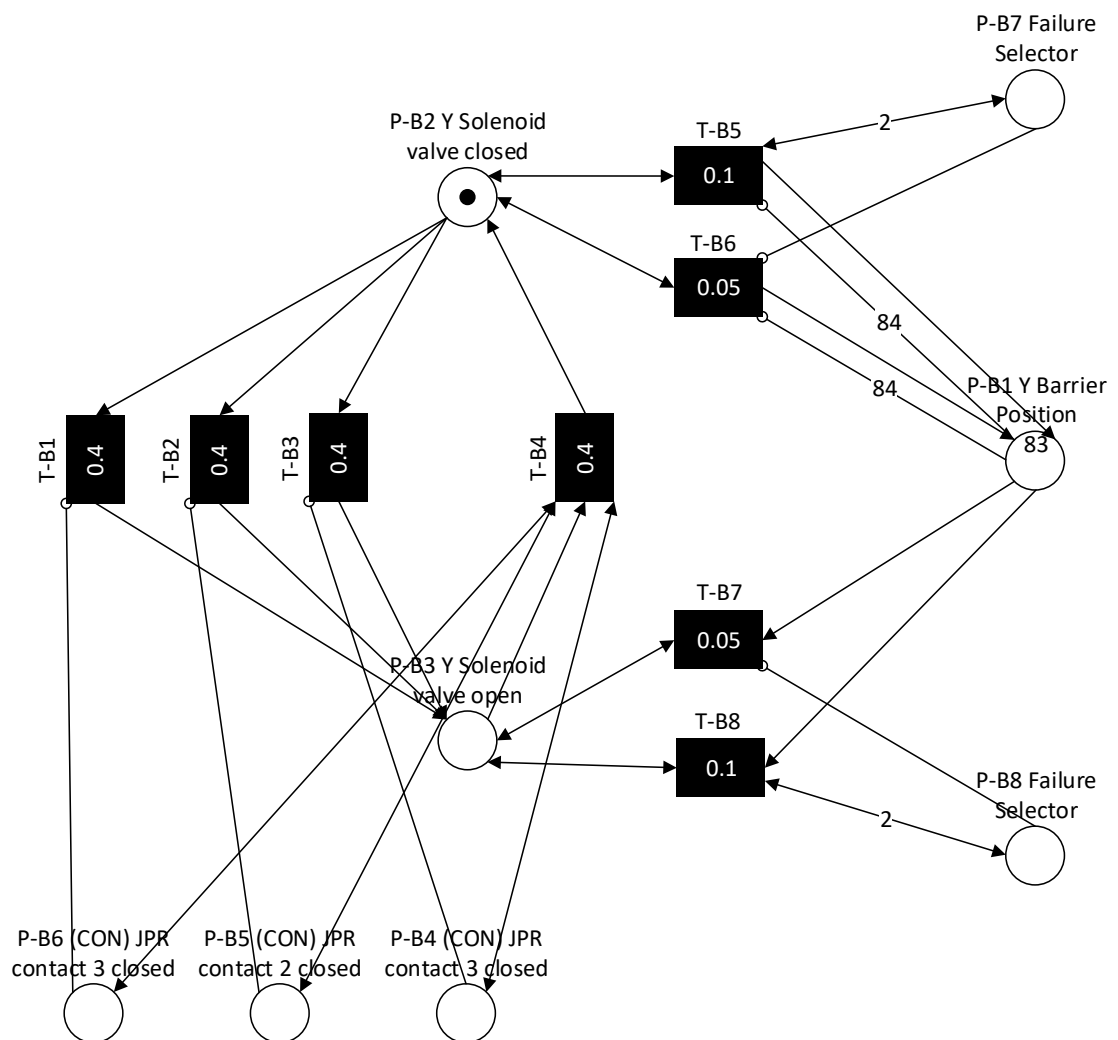 P-B7 Failure
Selector
P-B2 Y Solenoid
valve closed
2
T-B5
0.1
T-B6
0.05
84
84
P-B1 Y Barrier
Position
83
T-B1
0.4
T-B2
0.4
T-B3
0.4
T-B4
0.4
T-B7
0.05
P-B3 Y Solenoid
valve open
T-B8
0.1
P-B8 Failure
Selector
2
P-B6 (CON) JPR
contact 3 closed
P-B5 (CON) JPR
contact 2 closed
P-B4 (CON) JPR
contact 3 closed